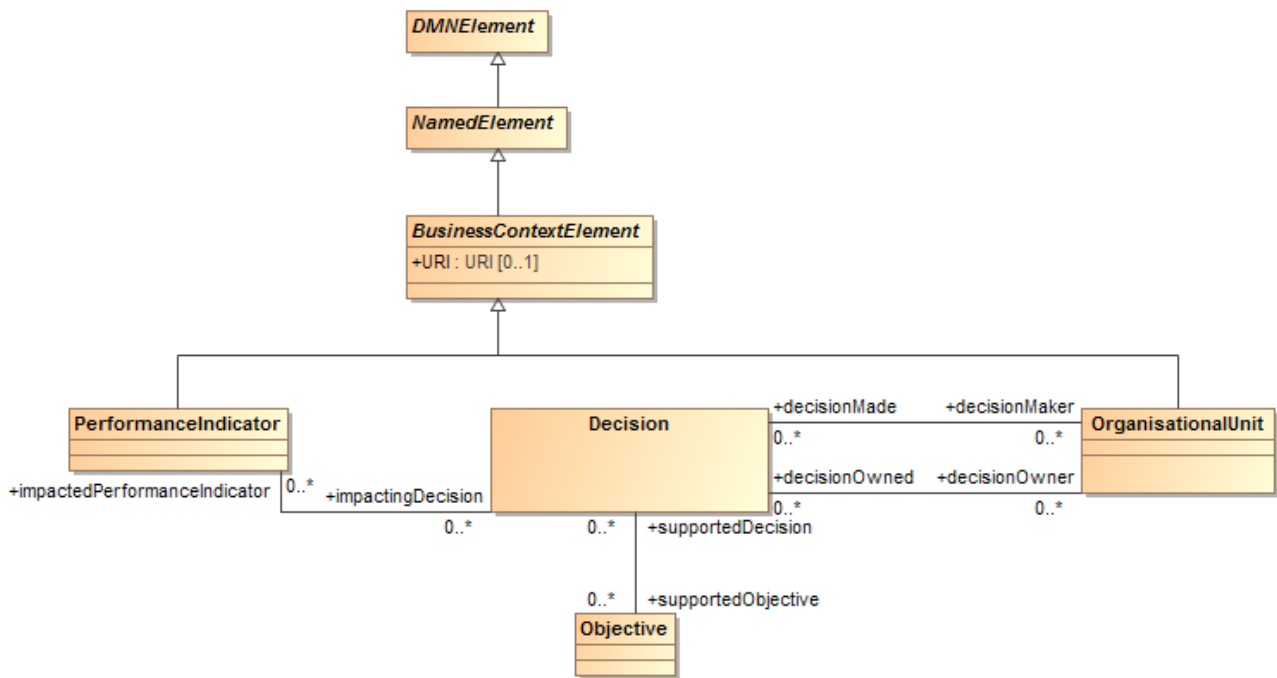 DMNElement
NamedElement
BusinessContextElement
+URI : URI [0..1]
PerformanceIndicator
Decision
OrganisationalUnit
+decisionMade
+decisionMaker
0..*
0..*
+decisionOwned
+decisionOwner
0..*
0..*
+impactedPerformanceIndicator
0..*
+impactingDecision
0..*
0..*
+supportedDecision
0..*
+supportedObjective
Objective